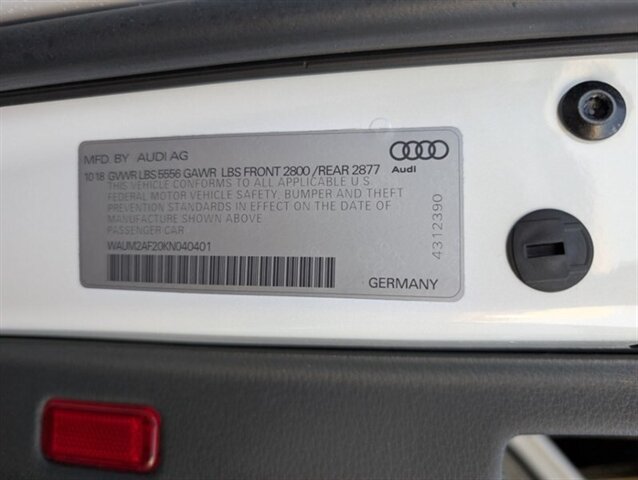 MFD. BY AUDI AG
Audi
10.18 GVWR LBS 5556 GAWR LBS FRONT 2800 / REAR 2877
THIS VEHICLE CONFORMS TO ALL APPLICABLE U.S.
FEDERAL MOTOR VEHICLE SAFETY, BUMPER AND THEFT
PREVENTION STANDARDS IN EFFECT ON THE DATE OF
MANUFACTURE SHOWN ABOVE.
PASSENGER CAR
WAUM2AF20KN040401
4312390
GERMANY